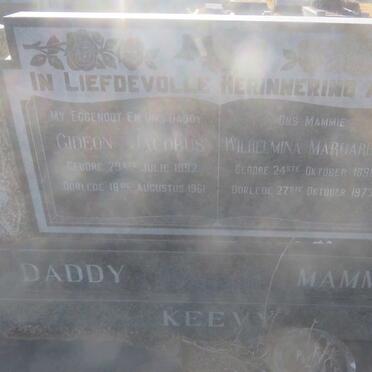 IN LIEFDEVOLLE HERINNERING
MY EGGENOOT EN ONS DADDY
GIDEON JACOBUS
GEBORE 29STE JULIE 1892
OORLEDE 18DE AUGUSTUS 1961
ONS MAMMIE
WILHELMINA
GEBORE 24STE OKTOBER
OORLEDE 27STE OKTOBER
DADDY
KEEVY